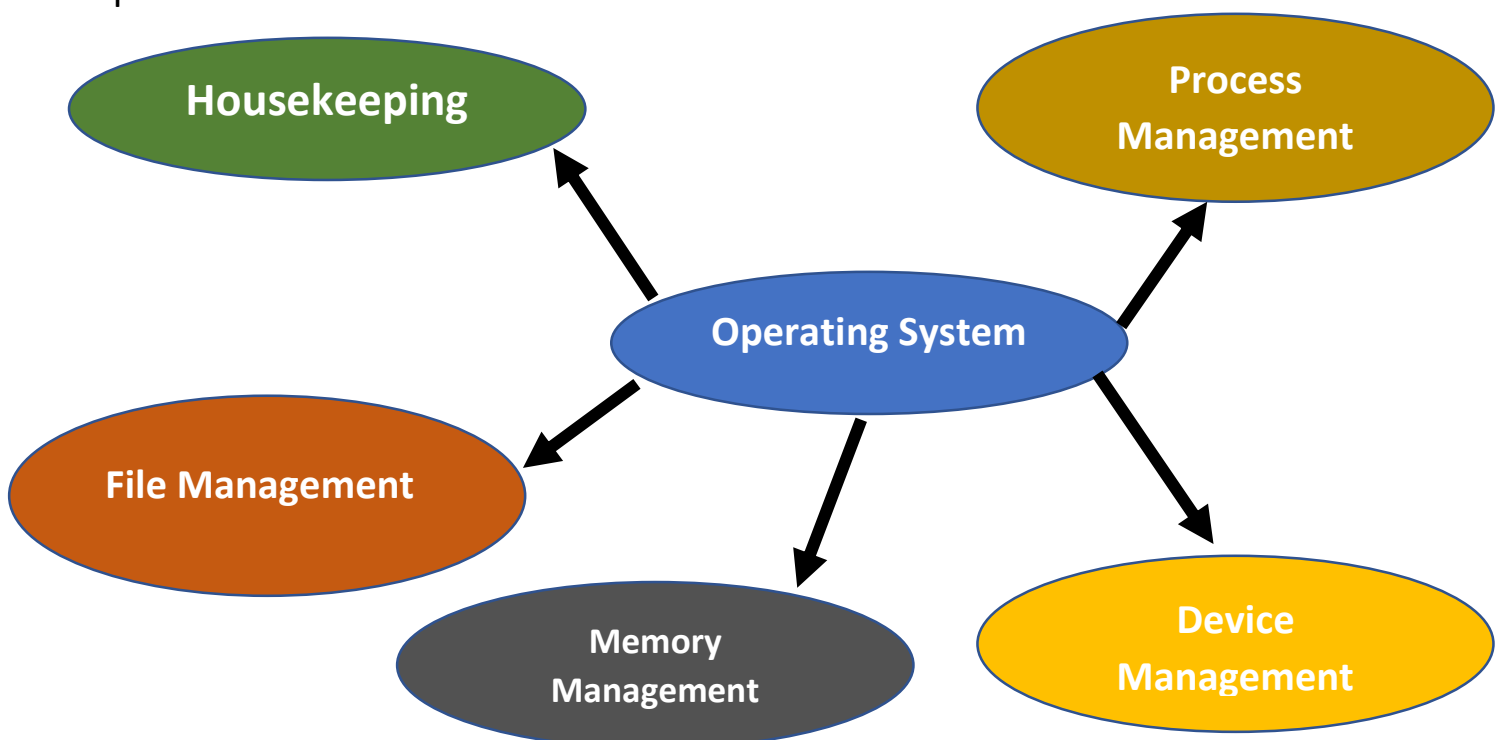 Housekeeping
Process
Management
Operating System
File Management
Memory
Management
Device
Management